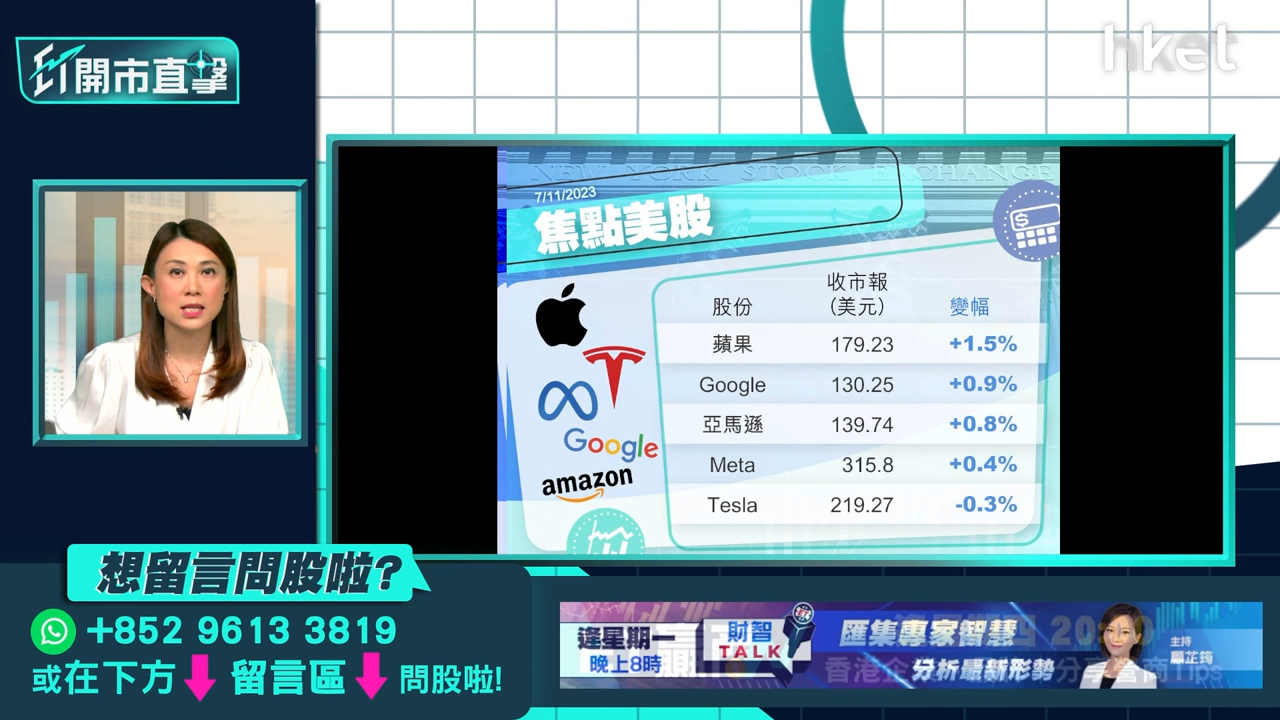 ET開市直擊
hket
NEW YORK STOCK EXCHANGE
7/11/2023
焦點美股
$
股份 收市報(美元) 變幅
蘋果 179.23 +1.5%
Google 130.25 +0.9%
亞馬遜 139.74 +0.8%
Meta 315.8 +0.4%
Tesla 219.27 -0.3%
Google
amazon
想留言問股啦?
+852 9613 3819
或在下方 留言區 問股啦!
逢星期一
晚上8時
財智
TALK
匯集專家智慧
分析最新形勢
主持
顧芷筠